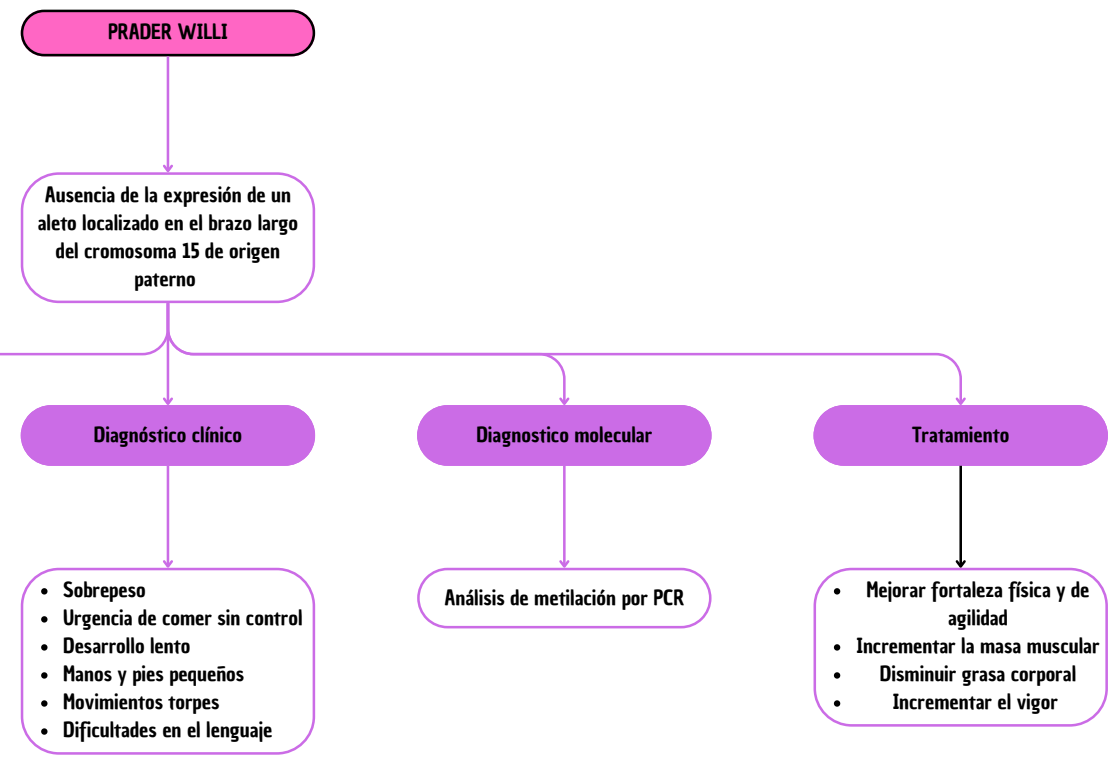 PRADER WILLI
Ausencia de la expresión de un
aleto localizado en el brazo largo
del cromosoma 15 de origen
paterno
Diagnóstico clínico
Diagnostico molecular
Tratamiento
• Sobrepeso
• Urgencia de comer sin control
• Desarrollo lento
• Manos y pies pequeños
• Movimientos torpes
• Dificultades en el lenguaje
Análisis de metilación por PCR
• Mejorar fortaleza física y de
agilidad
• Incrementar la masa muscular
• Disminuir grasa corporal
• Incrementar el vigor